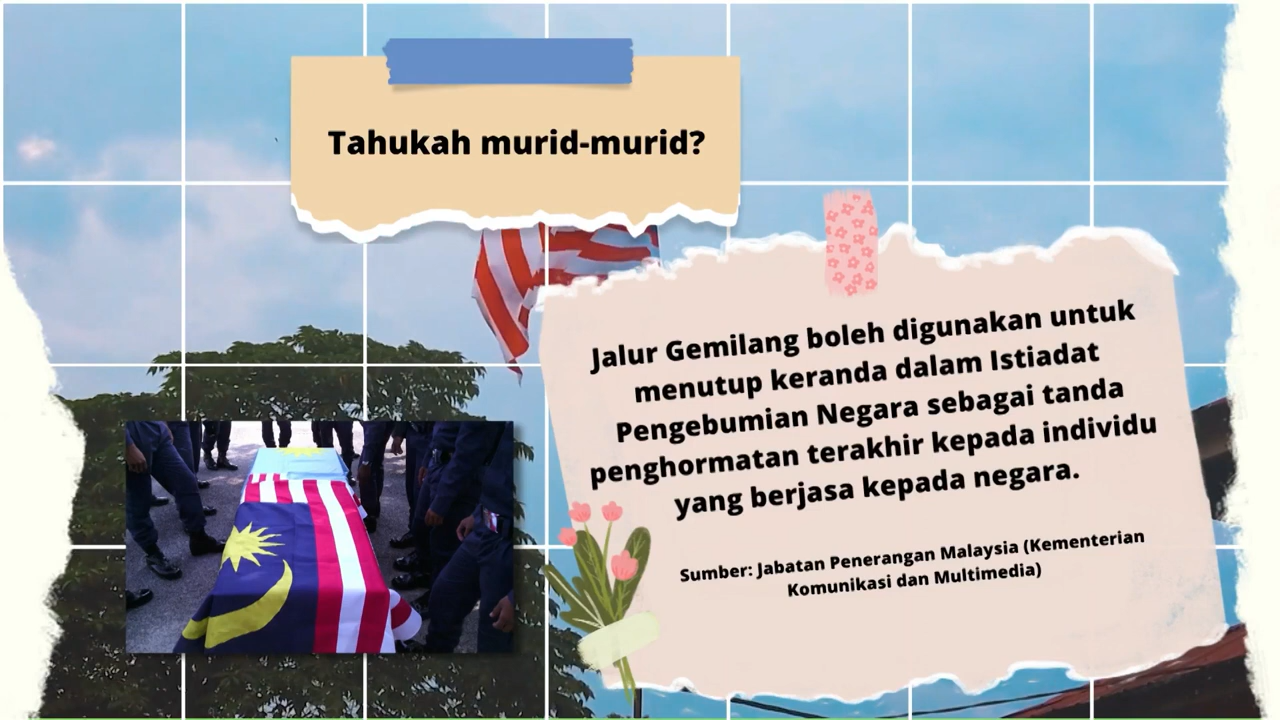 Tahukah murid-murid?
Jalur Gemilang boleh digunakan untuk
menutup keranda dalam Istiadat
Pengebumian Negara sebagai tanda
penghormatan terakhir kepada individu
yang berjasa kepada negara.
Sumber: Jabatan Penerangan Malaysia (Kementerian
Komunikasi dan Multimedia)